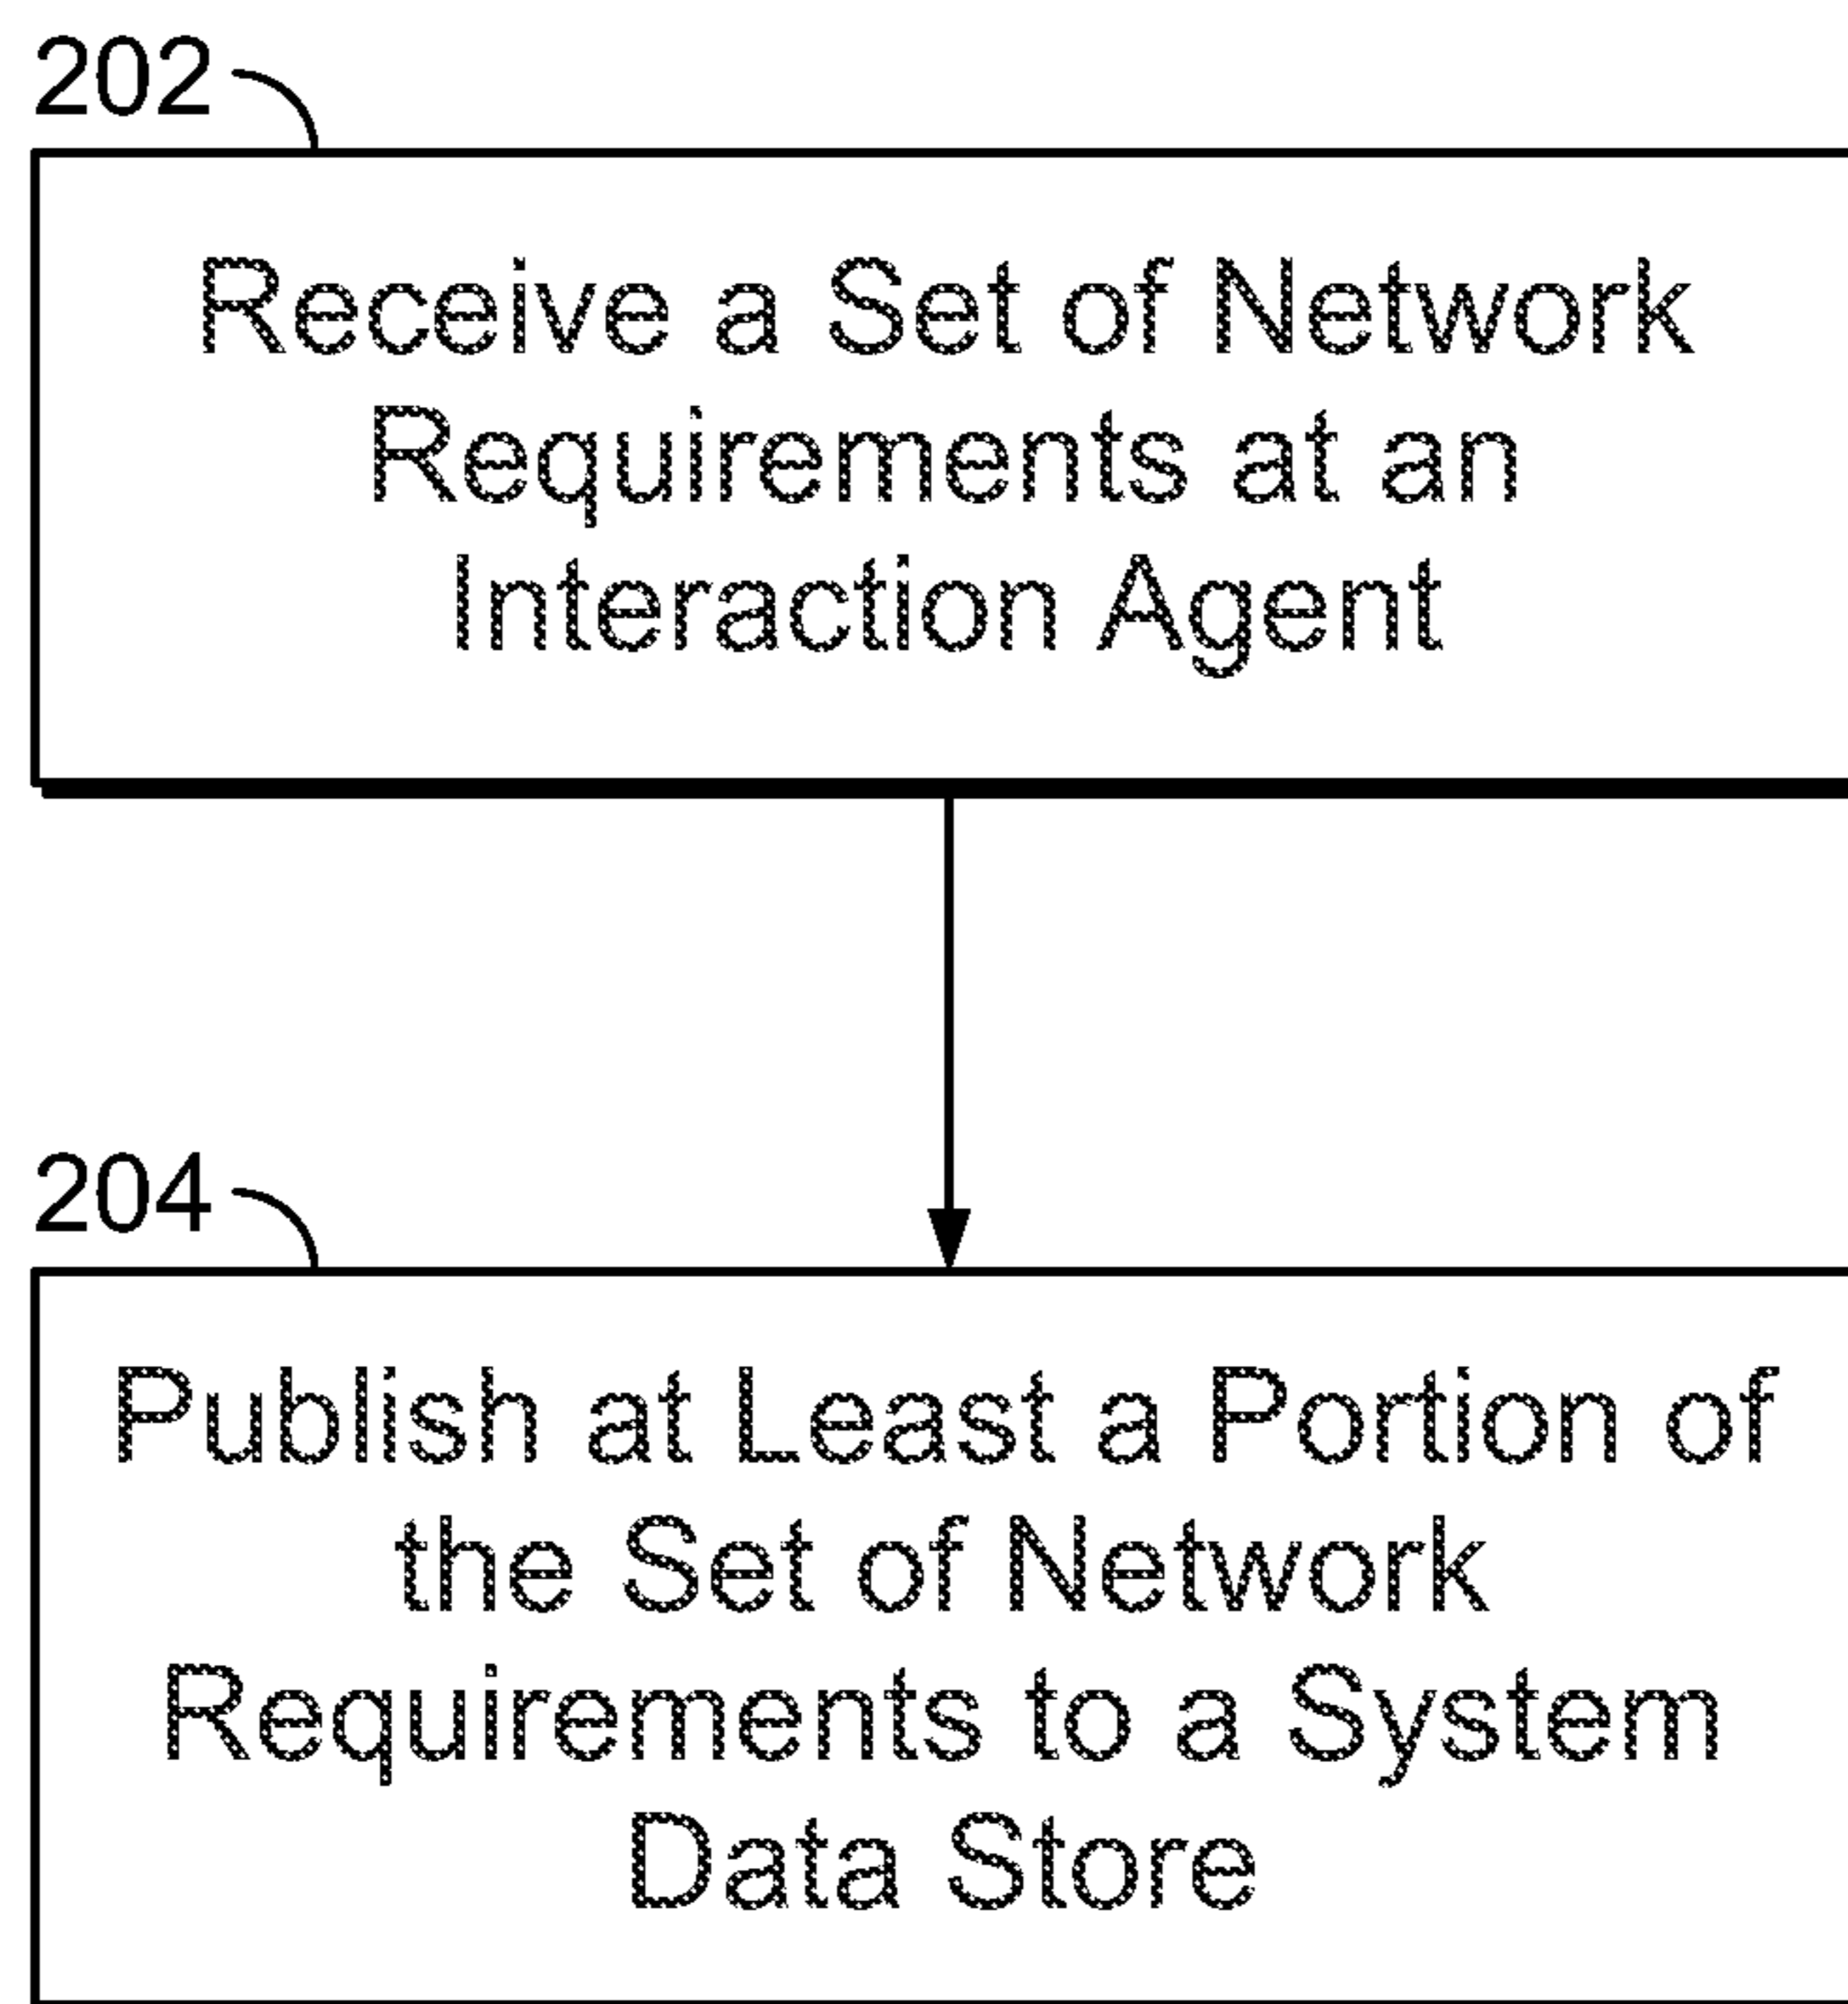 202
Receive a Set of Network
Requirements at an
Interaction Agent
204
Publish at Least a Portion of
the Set of Network
Requirements to a System
Data Store